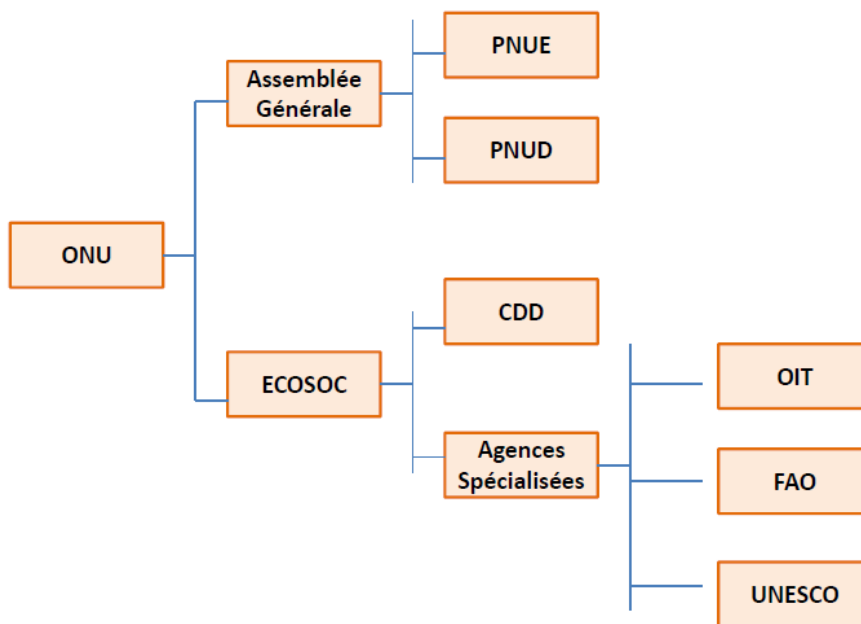 PNUE
Assemblée
Générale
PNUD
ONU
CDD
ECOSOC
OIT
Agences
Spécialisées
FAO
UNESCO